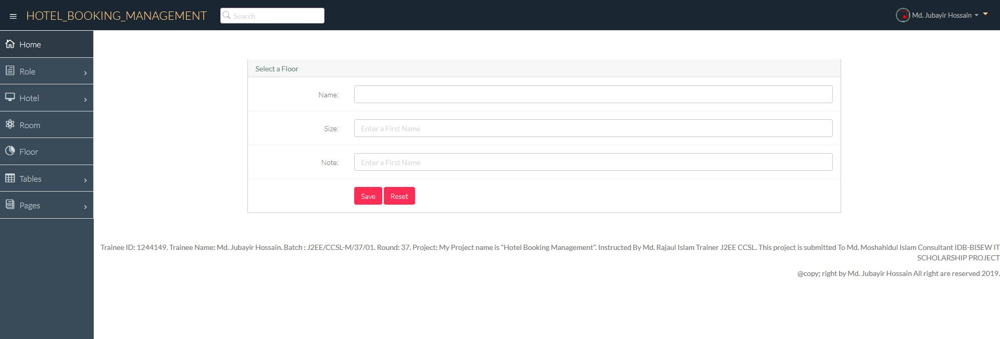 HOTEL_BOOKING_MANAGEMENT
Search
Md. Jubayir Hossain
Home
Role
Hotel
Room
Floor
Tables
Pages
Select a Floor
Name:
Size: Enter a First Name
Note: Enter a First Name
Save Reset
Trainee ID: 1244149. Trainee Name: Md. Jubayir Hossain. Batch : J2EE/CCSL-M/37/01. Round: 37. Project: My Project name is "Hotel Booking Management". Instructed By Md. Rajaul Islam Trainer J2EE CCSL. This project is submitted To Md. Moshahidul Islam Consultant IDB-BISEW IT
SCHOLARSHIP PROJECT
@copy; right by Md. Jubayir Hossain All right are reserved 2019.